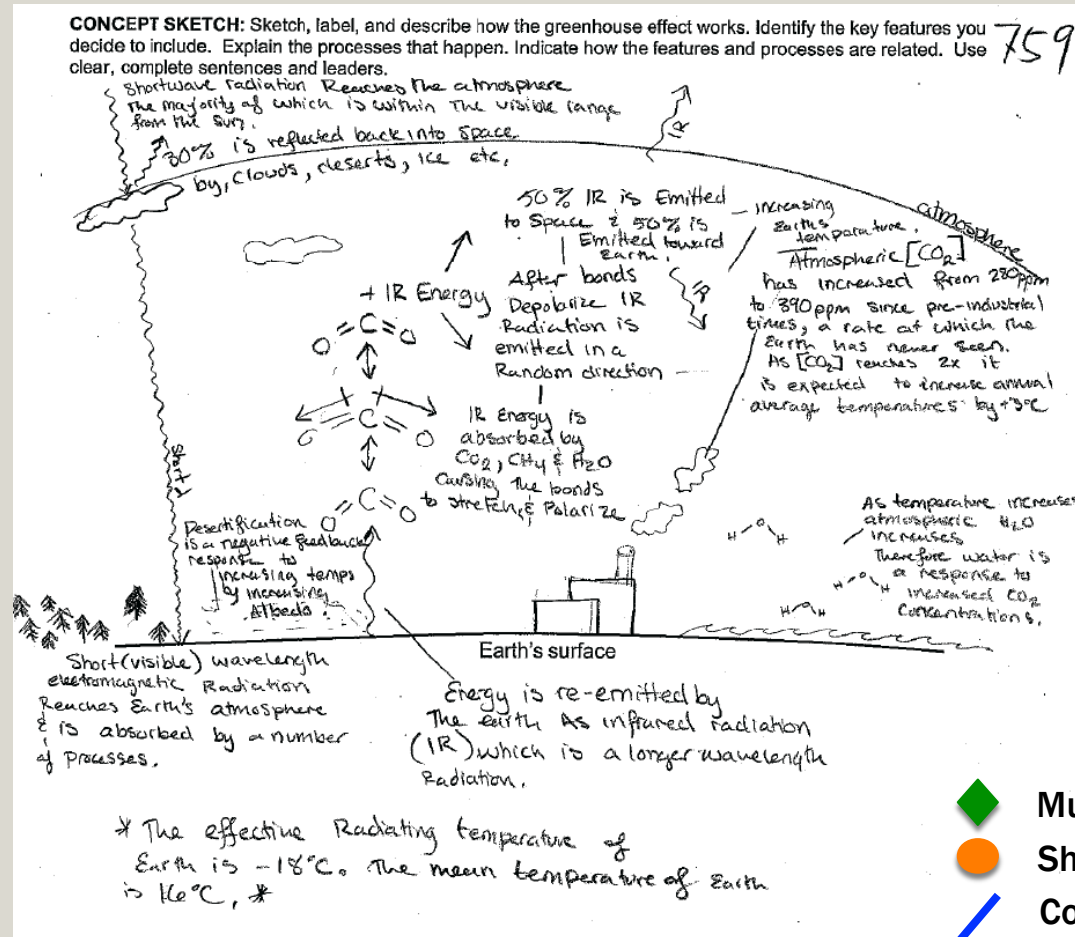 CONCEPT SKETCH: Sketch, label, and describe how the greenhouse effect works. Identify the key features you
decide to include. Explain the processes that happen. Indicate how the features and processes are related. Use
clear, complete sentences and leaders.
759
Shortwave radiation Reaches The atmosphere
The majority of which is within The visible range
from the Sun.
30% is reflected back into Space
by, clouds, deserts, ice etc,
IR
atmosphere
50% IR is Emitted
to Space & 50% is
Emitted toward
Earth.
increasing
Earth's
temparature.
IR
After bonds
Depolarize IR
Radiation is
emitted in a
Random direction
+ IR Energy
O=C=O
Atmospheric [CO2]
has increased from 280ppm
to 390ppm since pre-industrial
times, a rate at which the
Earth has never seen.
As [CO2] reaches 2x it
is expected to increase annual
average temperatures by +3°C
O=C=O
IR Energy is
absorbed by
CO2, CH4 & H2O
Causing The bonds
to stretch, & Polarize
O=C=O
Short λ
Desertification
is a negative feedback
response to
increasing temps
by increasing
Albedo.
As temperature increases
atmospheric H2O
increases
Therefore water is
a response to
increased CO2
Concentrations.
H O H
H O H
H O H
Earth's surface
Short (visible) wavelength
electromagnetic Radiation
Reaches Earth's atmosphere
& is absorbed by a number
of Processes.
Energy is re-emitted by
The earth As infrared radiation
(IR) which is a longer wavelength
Radiation.
* The effective Radiating temperature of
Earth is -18°C. The mean temperature of Earth
is 16°C, *
Mu
Sh
Co